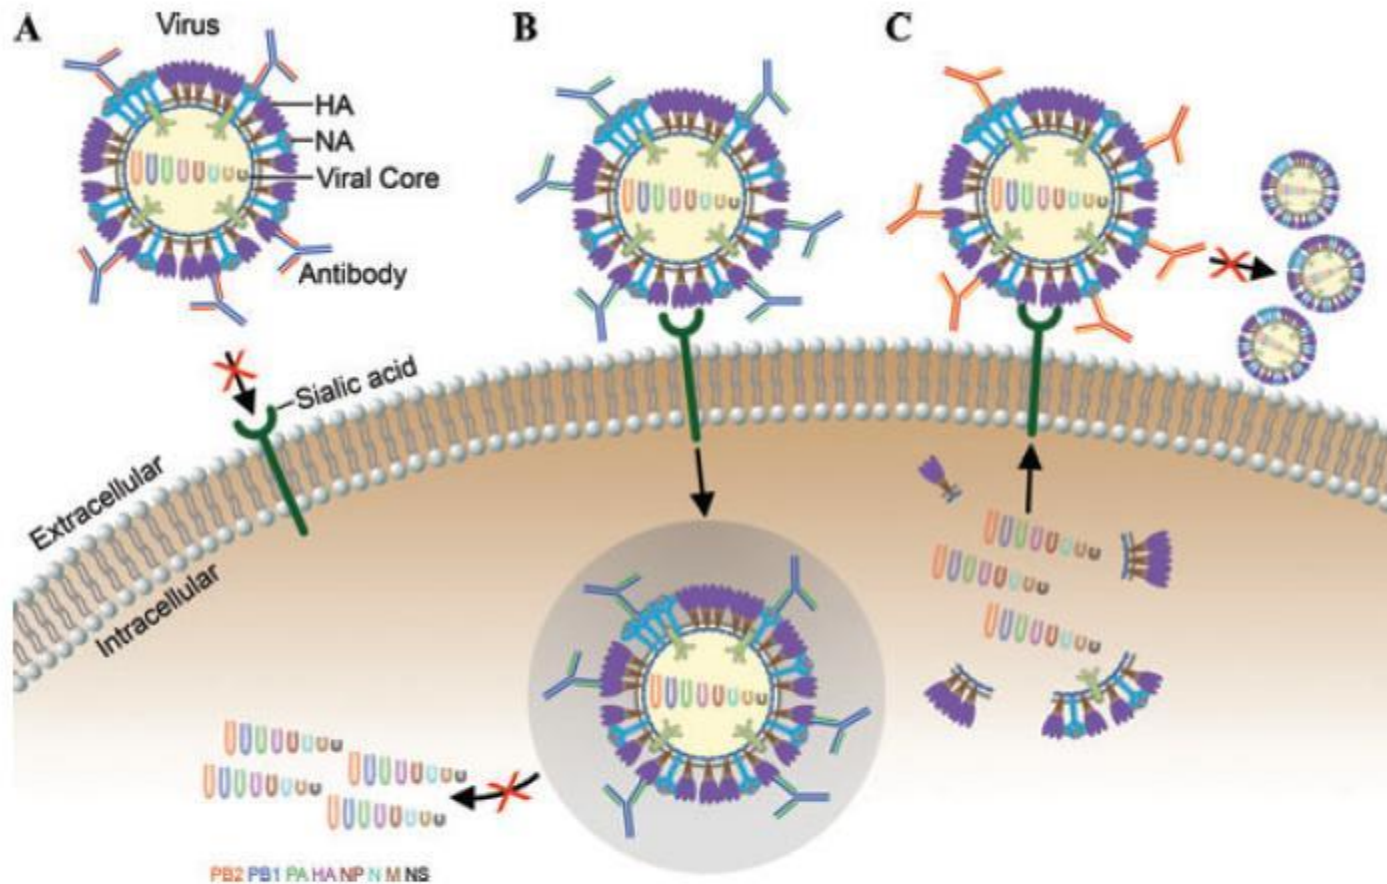 A
Virus
HA
NA
Viral Core
Antibody
Sialic acid
Extracellular
Intracellular
B
C
PB2 PB1 PA HA NP N M NS